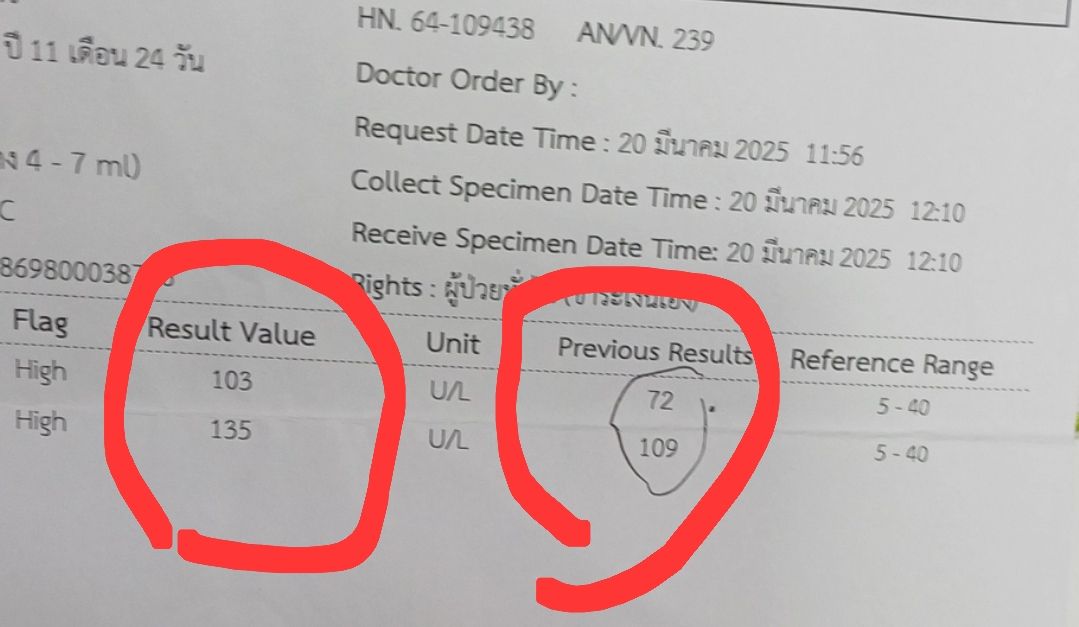 HN. 64-109438 AN/VN. 239
ปี 11 เดือน 24 วัน
Doctor Order By :
Request Date Time : 20 มีนาคม 2025 11:56
4 - 7 ml)
Collect Specimen Date Time : 20 มีนาคม 2025 12:10
C
Receive Specimen Date Time: 20 มีนาคม 2025 12:10
Rights :
Flag Result Value Unit Previous Results Reference Range
High 103 U/L 72 5 - 40
High 135 U/L 109 5 - 40